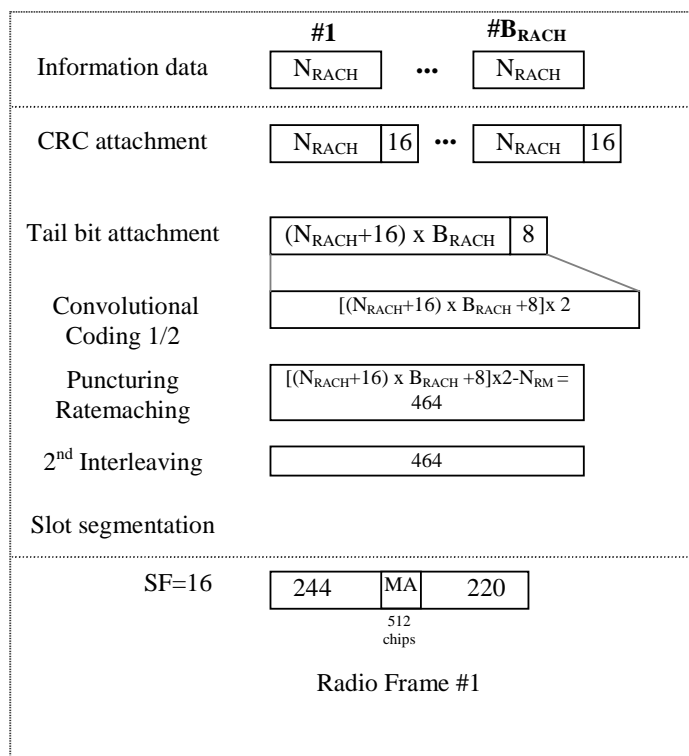 #1 #B_RACH
Information data N_RACH ••• N_RACH
CRC attachment N_RACH 16 ••• N_RACH 16
Tail bit attachment (N_RACH+16) x B_RACH 8
Convolutional
Coding 1/2
[(N_RACH+16) x B_RACH +8]x 2
Puncturing
Ratemaching
[(N_RACH+16) x B_RACH +8]x2-N_RM =
464
2nd Interleaving 464
Slot segmentation
SF=16 244 MA 220
512
chips
Radio Frame #1